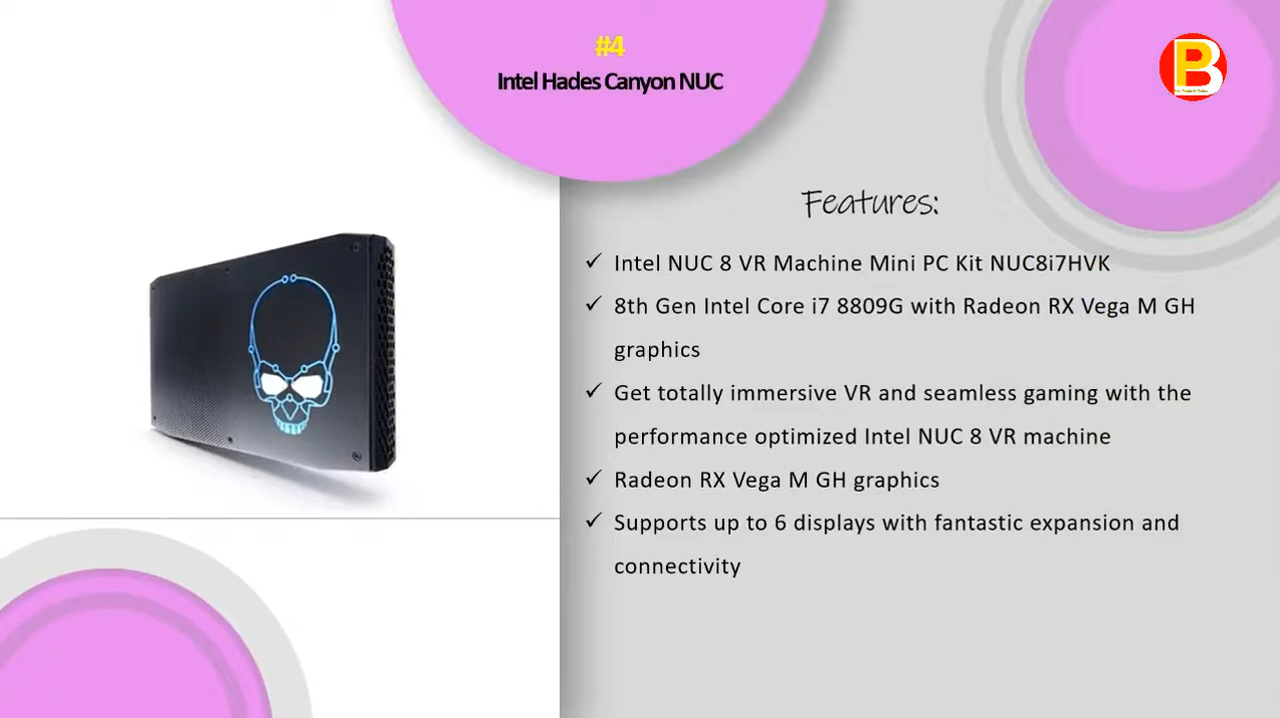 #4
Intel Hades Canyon NUC
PB
Features:
✓ Intel NUC 8 VR Machine Mini PC Kit NUC8i7HVK
✓ 8th Gen Intel Core i7 8809G with Radeon RX Vega M GH
graphics
✓ Get totally immersive VR and seamless gaming with the
performance optimized Intel NUC 8 VR machine
✓ Radeon RX Vega M GH graphics
✓ Supports up to 6 displays with fantastic expansion and
connectivity